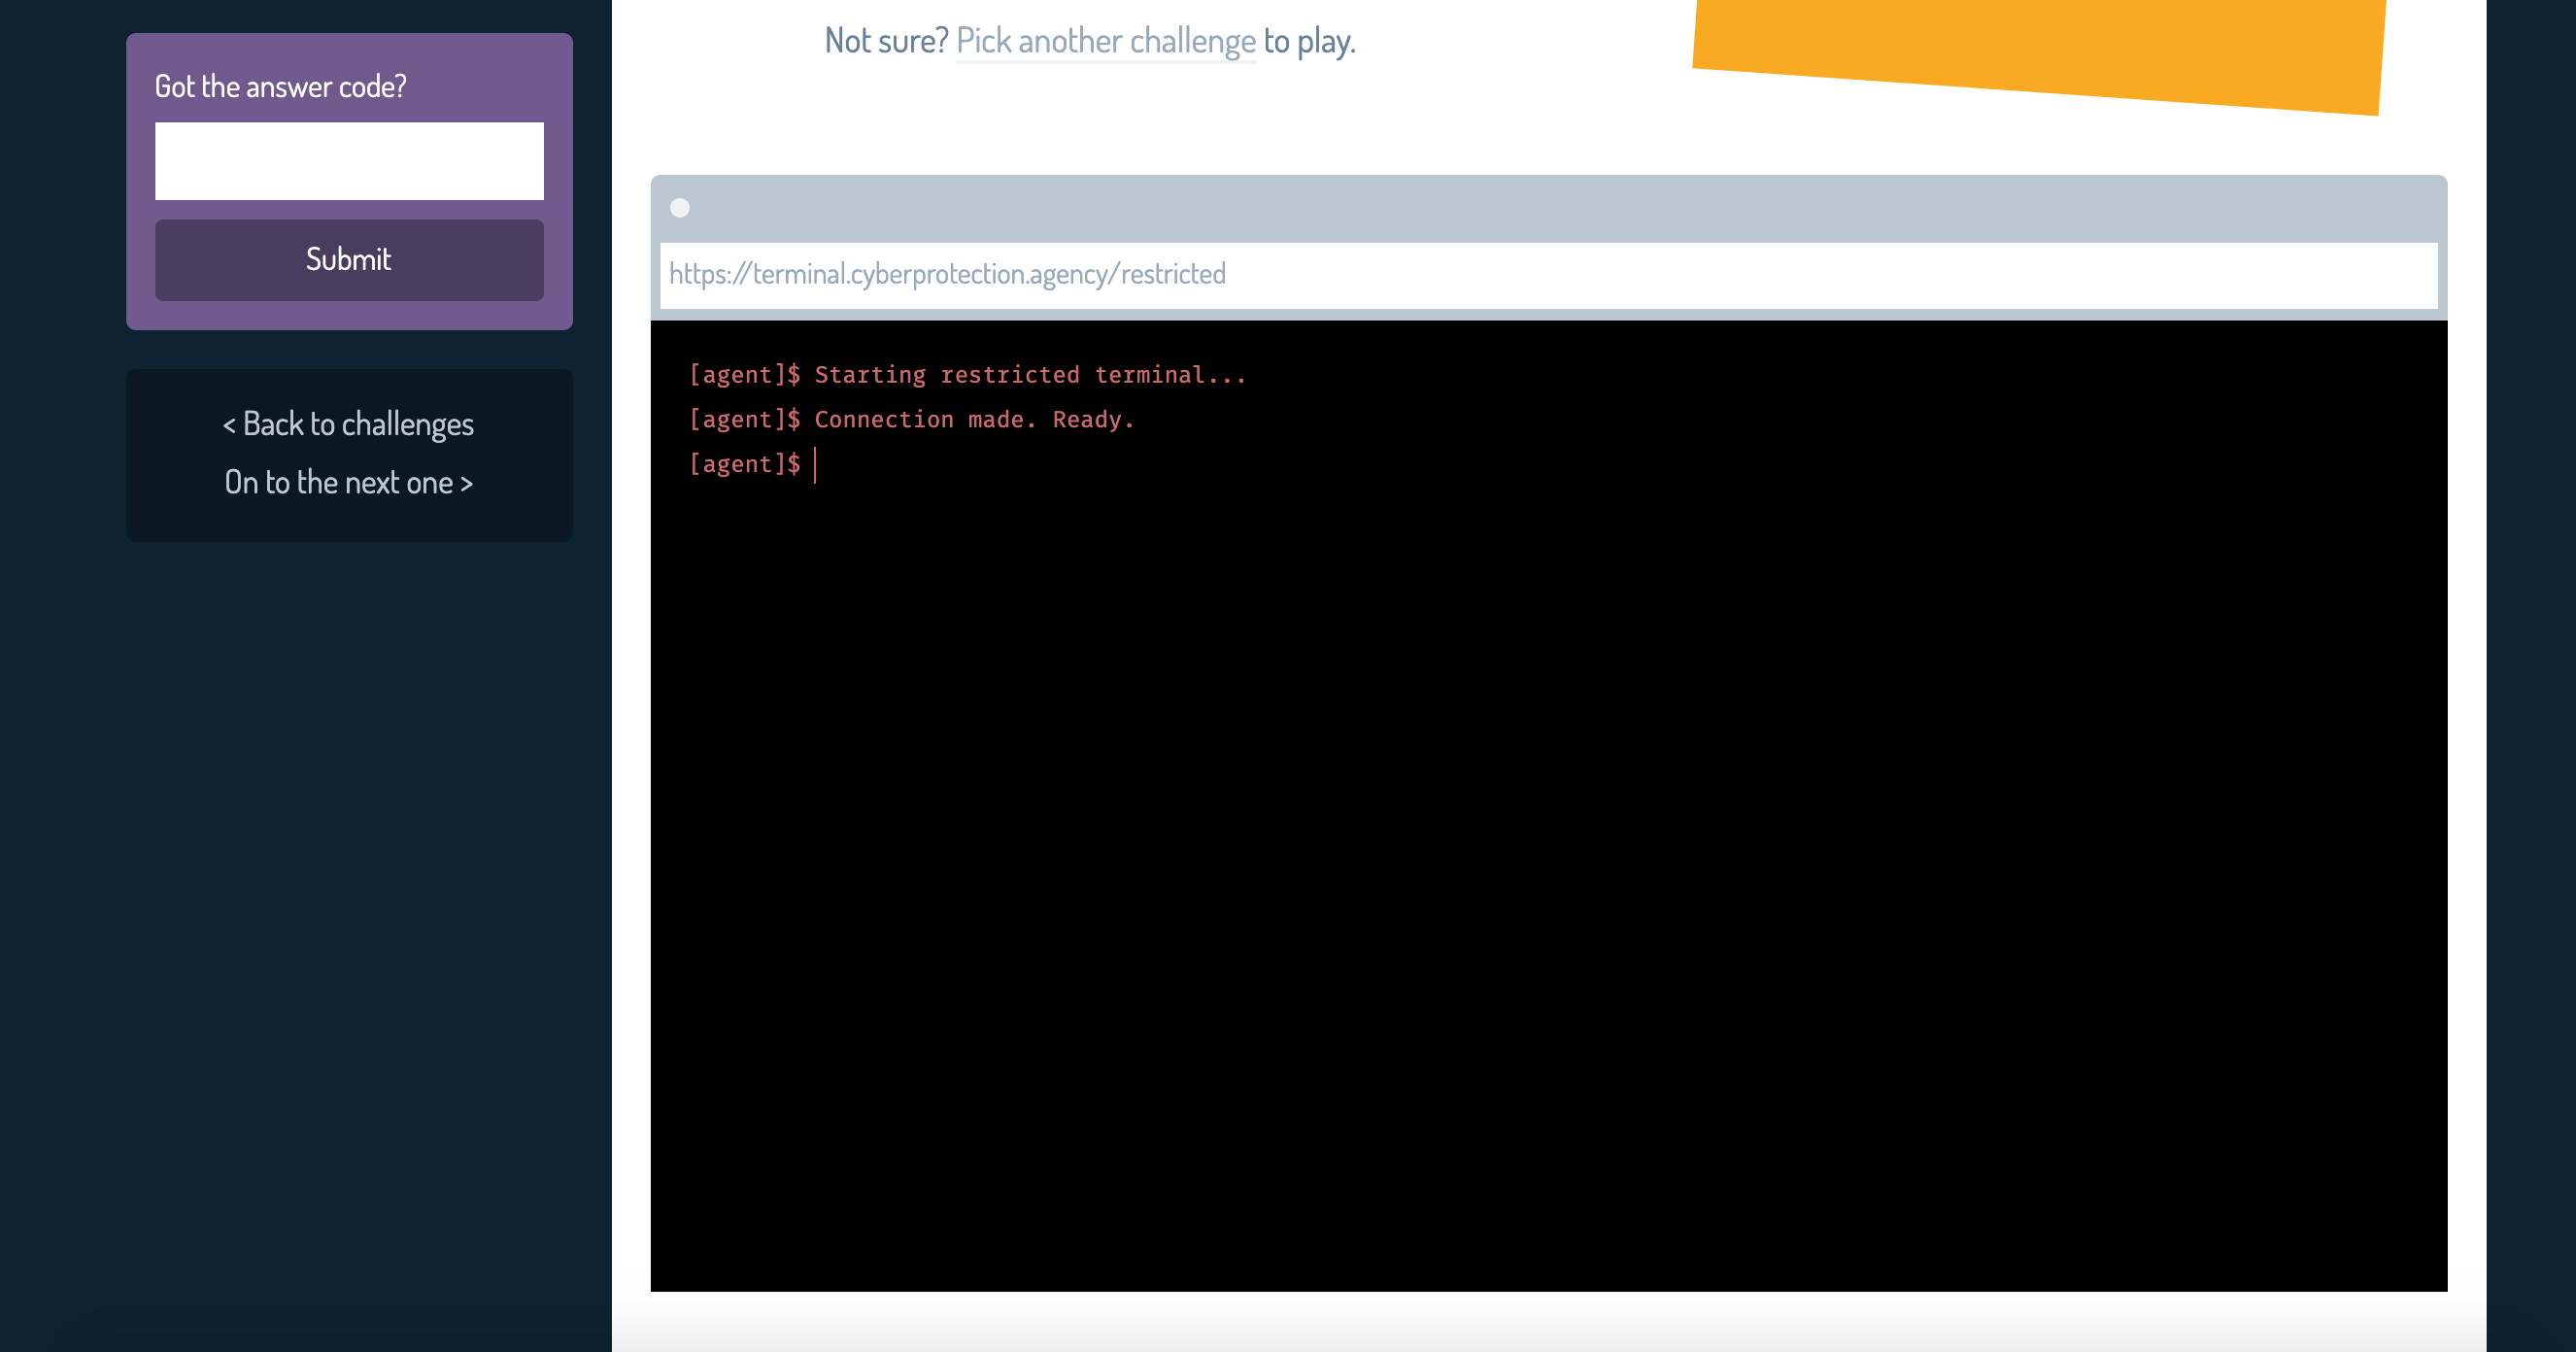 Got the answer code?
Submit
< Back to challenges
On to the next one >
Not sure? Pick another challenge to play.
https://terminal.cyberprotection.agency/restricted
[agent]$ Starting restricted terminal...
[agent]$ Connection made. Ready.
[agent]$